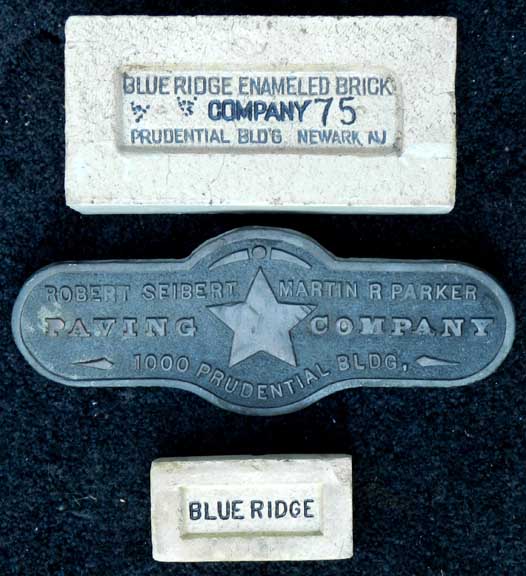 BLUE RIDGE ENAMELED BRICK
COMPANY 75
PRUDENTIAL BLD'G NEWARK, NJ
ROBERT SEIBERT MARTIN R PARKER
PAVING COMPANY
1000 PRUDENTIAL BLDG,
BLUE RIDGE